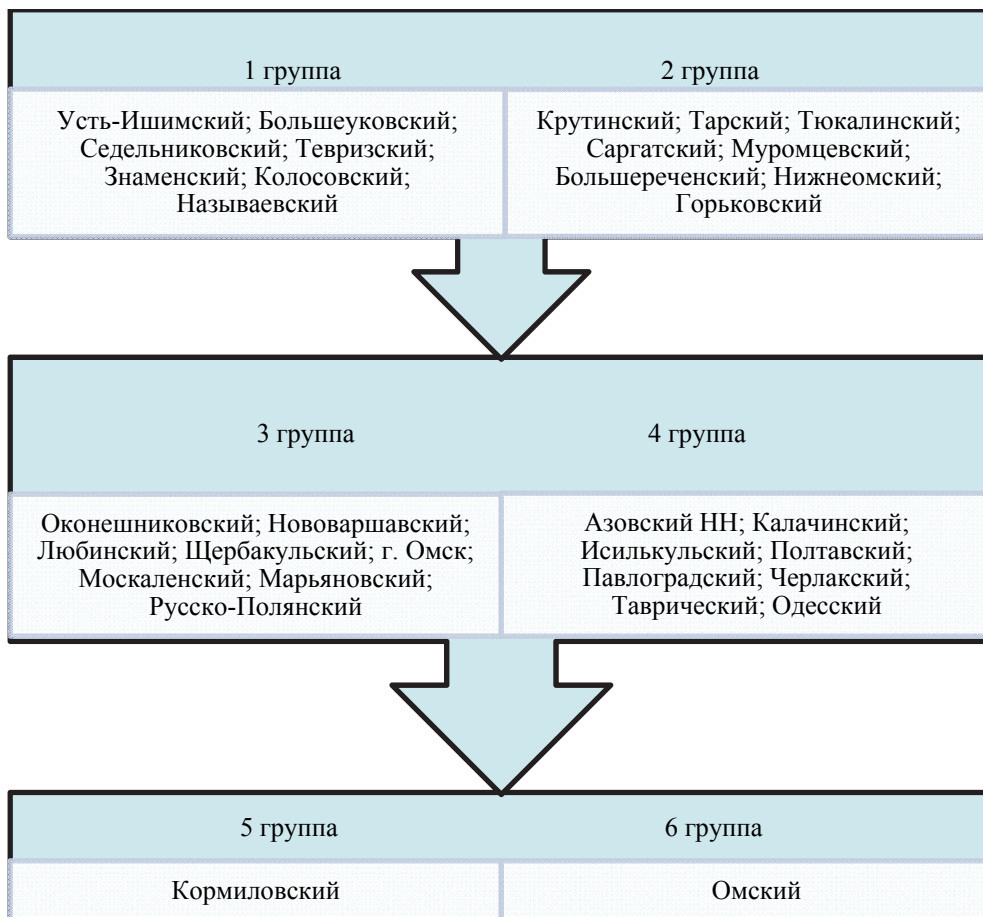 1 группа
2 группа
Усть-Ишимский; Большеуковский;
Седельниковский; Тевризский;
Знаменский; Колосовский;
Называевский
Крутинский; Тарский; Тюкалинский;
Саргатский; Муромцевский;
Большереченский; Нижнеомский;
Горьковский
3 группа
4 группа
Оконешниковский; Нововаршавский;
Любинский; Щербакульский; г. Омск;
Москаленский; Марьяновский;
Русско-Полянский
Азовский НН; Калачинский;
Исилькульский; Полтавский;
Павлоградский; Черлакский;
Таврический; Одесский
5 группа
6 группа
Кормиловский
Омский